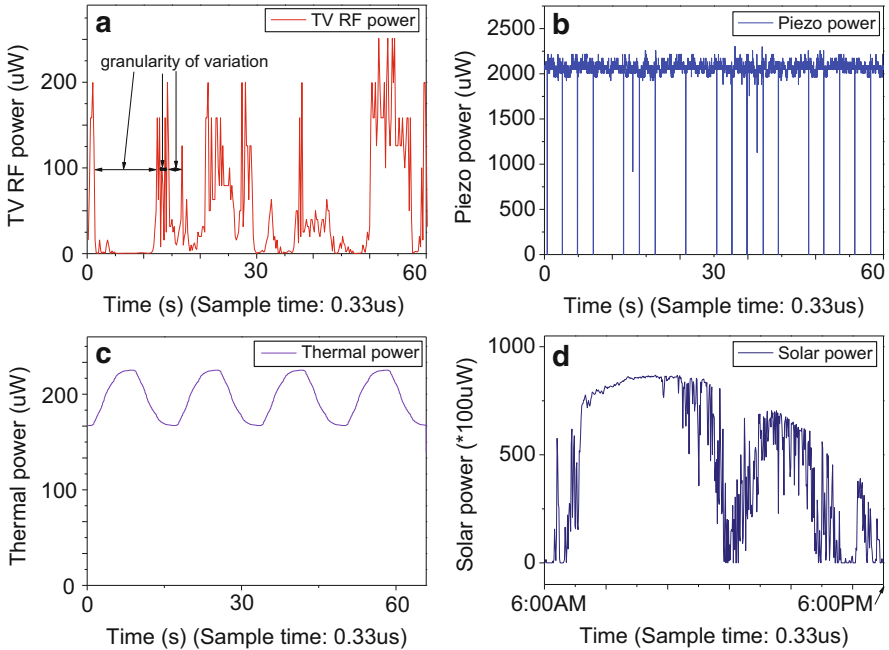 a
TV RF power
granularity of variation
TV RF power (uW)
200
100
0
0
30
60
Time (s) (Sample time: 0.33us)
b
Piezo power
Piezo power (uW)
2500
2000
1500
1000
500
0
0
30
60
Time (s) (Sample time: 0.33us)
c
Thermal power
Thermal power (uW)
200
100
0
0
30
60
Time (s) (Sample time: 0.33us)
d
Solar power
Solar power (*100uW)
1000
500
0
6:00AM
6:00PM
Time (Sample time: 0.33us)